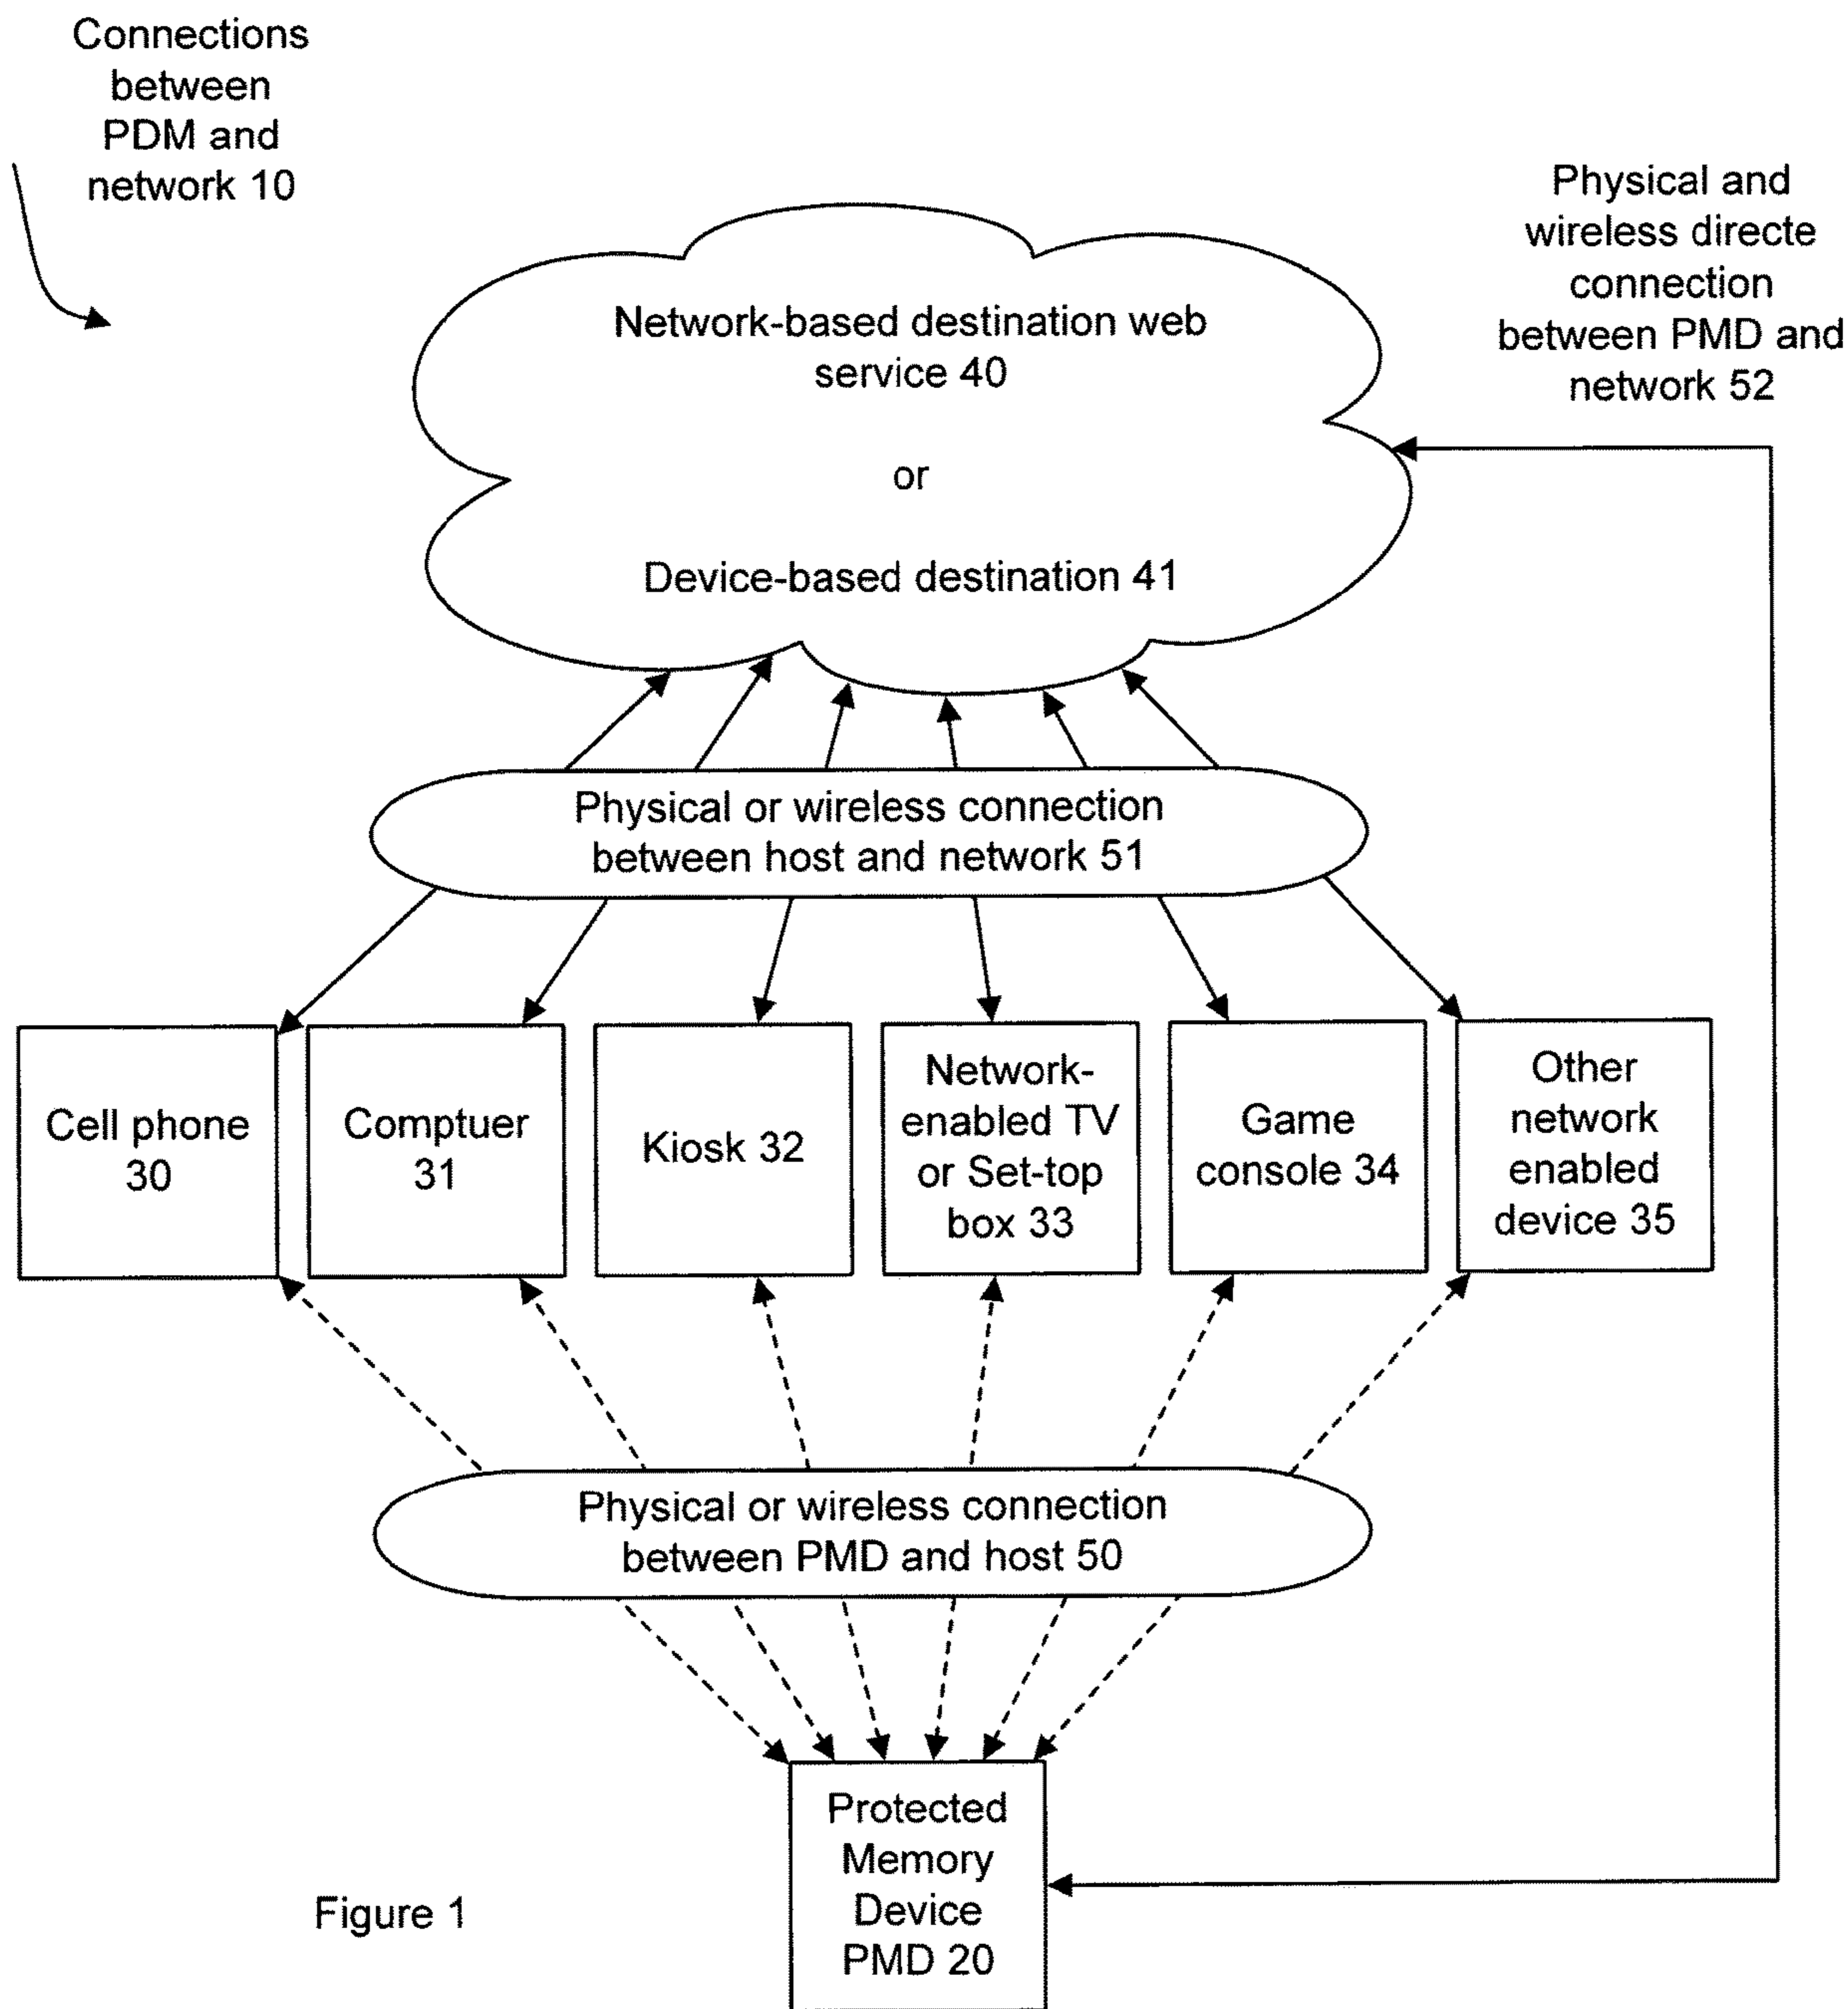 Connections
between
PDM and
network 10
Physical and
wireless directe
connection
between PMD and
network 52
Network-based destination web
service 40
or
Device-based destination 41
Physical or wireless connection
between host and network 51
Cell phone
30
Comptuer
31
Kiosk 32
Network-
enabled TV
or Set-top
box 33
Game
console 34
Other
network
enabled
device 35
Physical or wireless connection
between PMD and host 50
Protected
Memory
Device
PMD 20
Figure 1